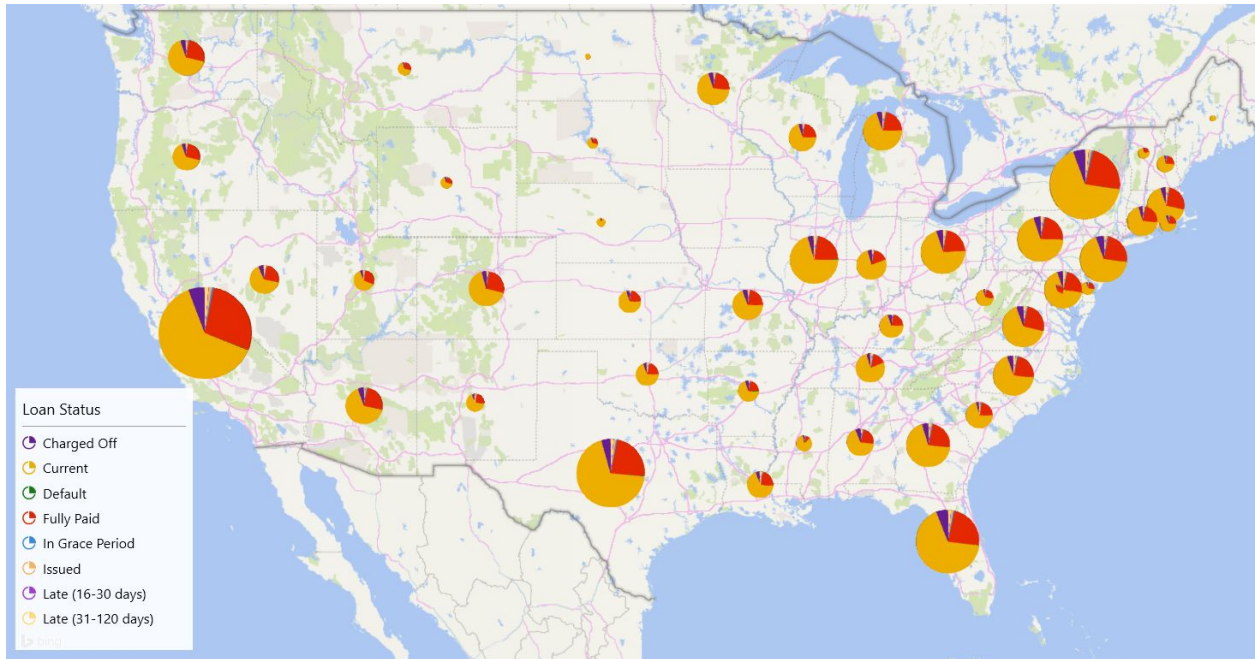 Loan Status
Charged Off
Current
Default
Fully Paid
In Grace Period
Issued
Late (16-30 days)
Late (31-120 days)
bing